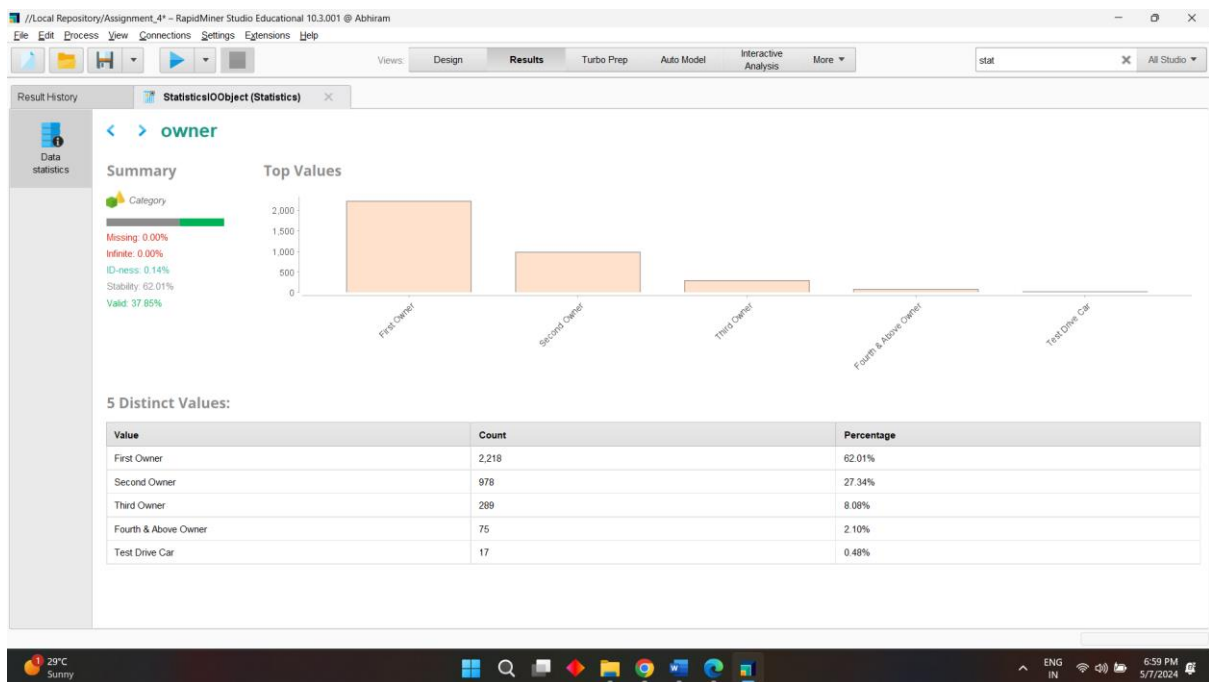 //Local Repository/Assignment_4* – RapidMiner Studio Educational 10.3.001 @ Abhiram
File Edit Process View Connections Settings Extensions Help
Views: Design Results Turbo Prep Auto Model Interactive Analysis More stat All Studio
Result History StatisticsIOObject (Statistics)
Data statistics
owner
Summary
Category
Missing: 0.00%
Infinite: 0.00%
ID-ness: 0.14%
Stability: 62.01%
Valid: 37.85%
Top Values
2,000
1,500
1,000
500
0
First Owner
Second Owner
Third Owner
Fourth & Above Owner
Test Drive Car
5 Distinct Values:
Value Count Percentage
First Owner 2,218 62.01%
Second Owner 978 27.34%
Third Owner 289 8.08%
Fourth & Above Owner 75 2.10%
Test Drive Car 17 0.48%
1
29°C
Sunny
ENG
IN
6:59 PM
5/7/2024